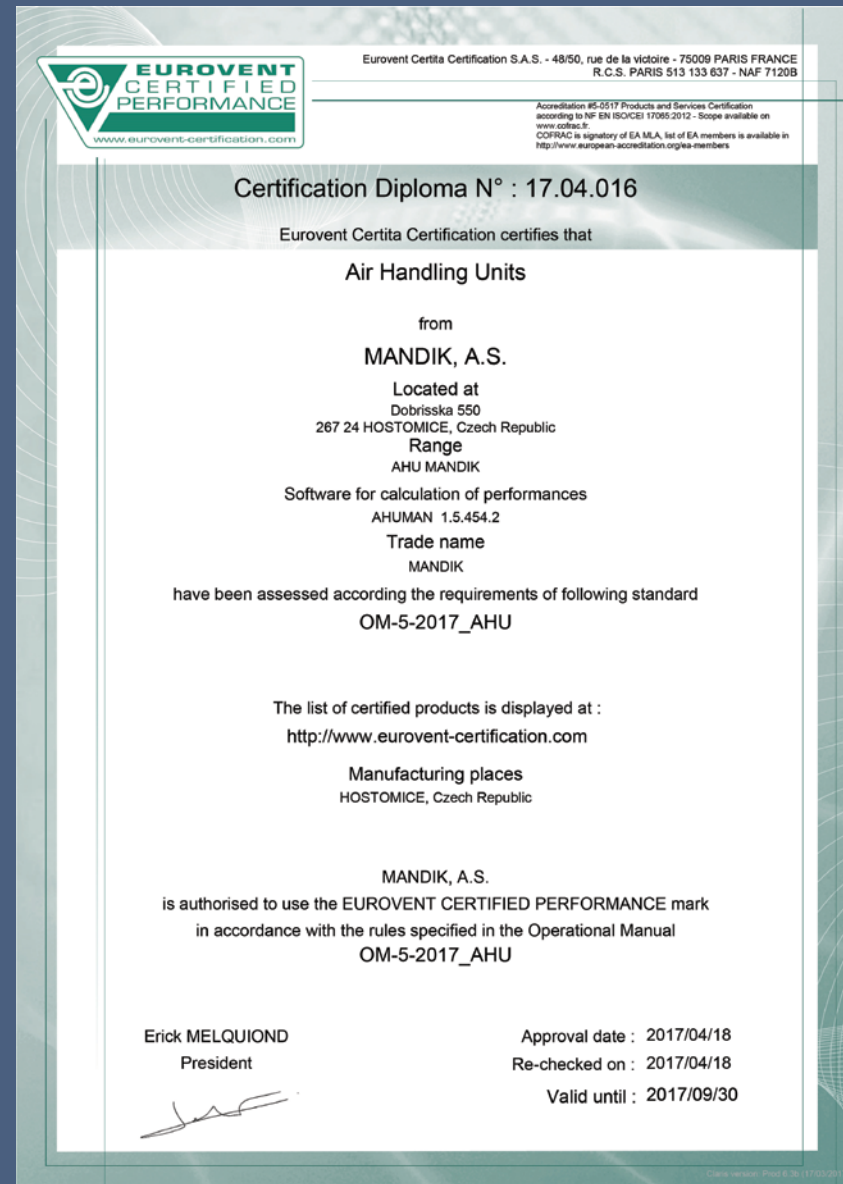 EUROVENT
CERTIFIED
PERFORMANCE
www.eurovent-certification.com
Eurovent Certita Certification S.A.S. - 48/50, rue de la victoire - 75009 PARIS FRANCE
R.C.S. PARIS 513 133 637 - NAF 7120B
Accreditation #5-0517 Products and Services Certification
according to NF EN ISO/CEI 17065:2012 - Scope available on
www.cofrac.fr.
COFRAC is signatory of EA MLA, list of EA members is available in
http://www.european-accreditation.org/ea-members
Certification Diploma N° : 17.04.016
Eurovent Certita Certification certifies that
Air Handling Units
from
MANDIK, A.S.
Located at
Dobrisska 550
267 24 HOSTOMICE, Czech Republic
Range
AHU MANDIK
Software for calculation of performances
AHUMAN 1.5.454.2
Trade name
MANDIK
have been assessed according the requirements of following standard
OM-5-2017_AHU
The list of certified products is displayed at :
http://www.eurovent-certification.com
Manufacturing places
HOSTOMICE, Czech Republic
MANDIK, A.S.
is authorised to use the EUROVENT CERTIFIED PERFORMANCE mark
in accordance with the rules specified in the Operational Manual
OM-5-2017_AHU
Erick MELQUIOND
President
Approval date : 2017/04/18
Re-checked on : 2017/04/18
Valid until : 2017/09/30